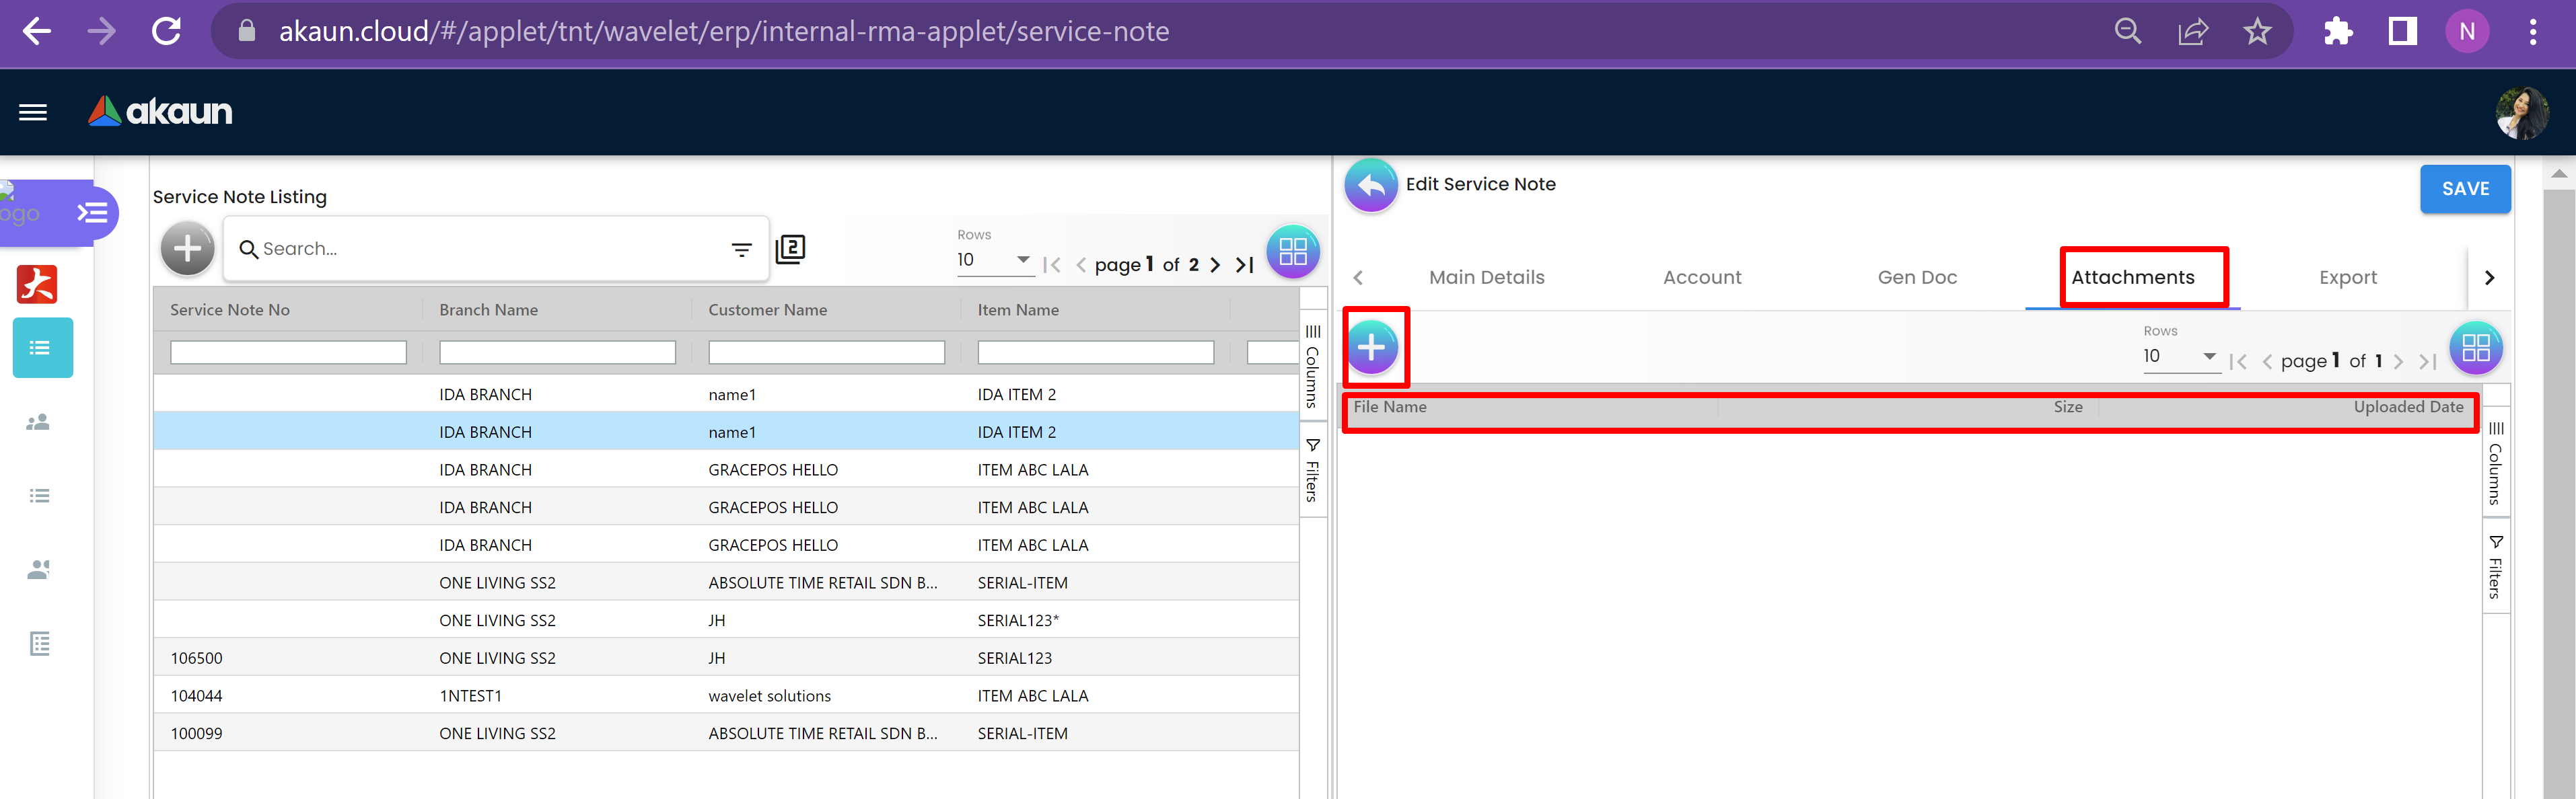 akaun.cloud/#/applet/tnt/wavelet/erp/internal-rma-applet/service-note
N
akaun
ogo
Service Note Listing
Search...
2
Rows
10
page 1 of 2
Service Note No Branch Name Customer Name Item Name
IDA BRANCH name1 IDA ITEM 2
IDA BRANCH name1 IDA ITEM 2
IDA BRANCH GRACEPOS HELLO ITEM ABC LALA
IDA BRANCH GRACEPOS HELLO ITEM ABC LALA
IDA BRANCH GRACEPOS HELLO ITEM ABC LALA
ONE LIVING SS2 ABSOLUTE TIME RETAIL SDN B... SERIAL-ITEM
ONE LIVING SS2 JH SERIAL123*
106500 ONE LIVING SS2 JH SERIAL123
104044 1NTEST1 wavelet solutions ITEM ABC LALA
100099 ONE LIVING SS2 ABSOLUTE TIME RETAIL SDN B... SERIAL-ITEM
Columns
Filters
Edit Service Note
SAVE
Main Details Account Gen Doc Attachments Export
Rows
10
page 1 of 1
File Name Size Uploaded Date
Columns
Filters